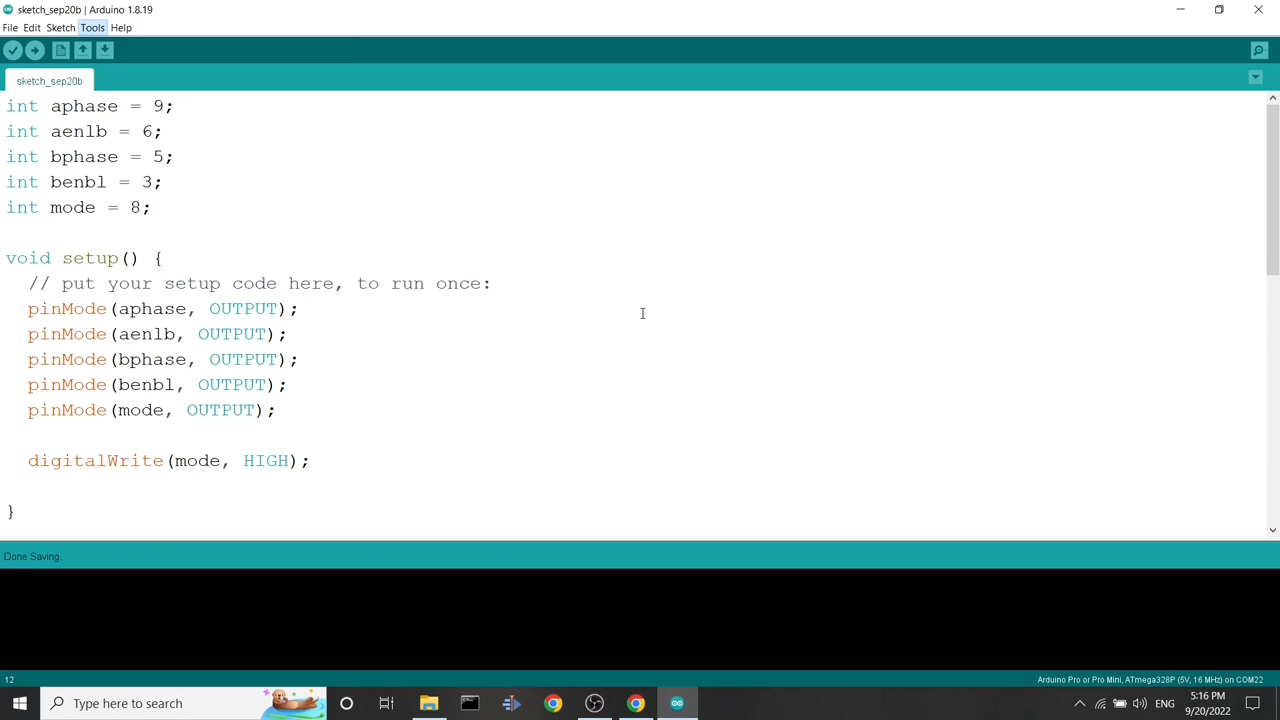 sketch_sep20b | Arduino 1.8.19
File Edit Sketch Tools Help
sketch_sep20b
int aphase = 9;
int aenlb = 6;
int bphase = 5;
int benbl = 3;
int mode = 8;
void setup() {
// put your setup code here, to run once:
pinMode(aphase, OUTPUT);
pinMode(aenlb, OUTPUT);
pinMode(bphase, OUTPUT);
pinMode(benbl, OUTPUT);
pinMode(mode, OUTPUT);
digitalWrite(mode, HIGH);
}
Done Saving.
12
Arduino Pro or Pro Mini, ATmega328P (5V, 16 MHz) on COM22
Type here to search
ENG
5:16 PM
9/20/2022